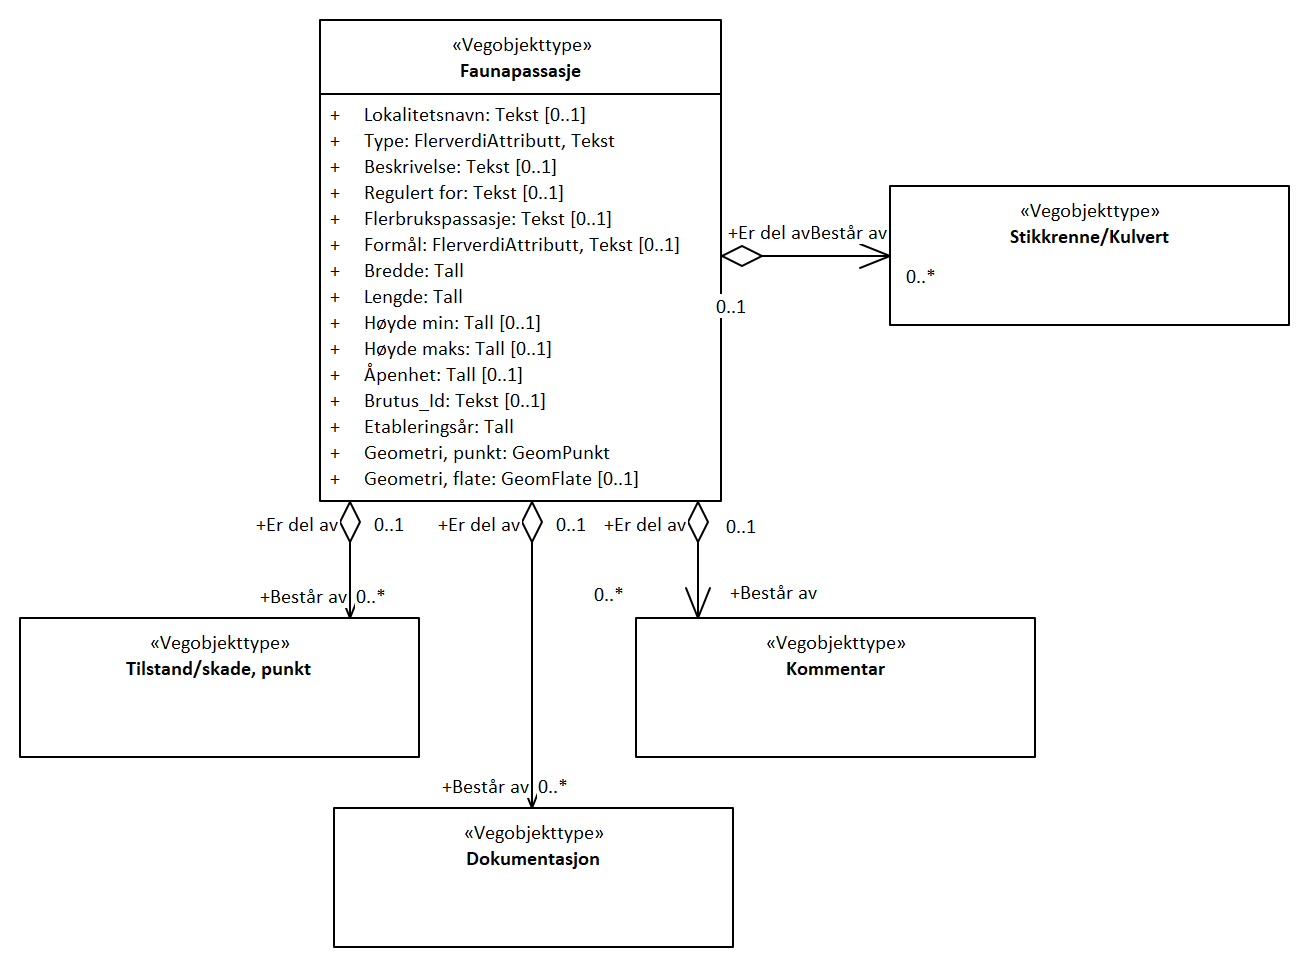 «Vegobjekttype»
Faunapassasje
+ Lokalitetsnavn: Tekst [0..1]
+ Type: FlerverdiAttributt, Tekst
+ Beskrivelse: Tekst [0..1]
+ Regulert for: Tekst [0..1]
+ Flerbrukspassasje: Tekst [0..1]
+ Formål: FlerverdiAttributt, Tekst [0..1]
+ Bredde: Tall
+ Lengde: Tall
+ Høyde min: Tall [0..1]
+ Høyde maks: Tall [0..1]
+ Åpenhet: Tall [0..1]
+ Brutus_Id: Tekst [0..1]
+ Etableringsår: Tall
+ Geometri, punkt: GeomPunkt
+ Geometri, flate: GeomFlate [0..1]
+Er del avBestår av
0..1
0..*
«Vegobjekttype»
Stikkrenne/Kulvert
+Er del av 0..1
+Består av 0..*
+Er del av 0..1
+Består av 0..*
+Er del av 0..1
0..* +Består av
«Vegobjekttype»
Tilstand/skade, punkt
«Vegobjekttype»
Kommentar
«Vegobjekttype»
Dokumentasjon